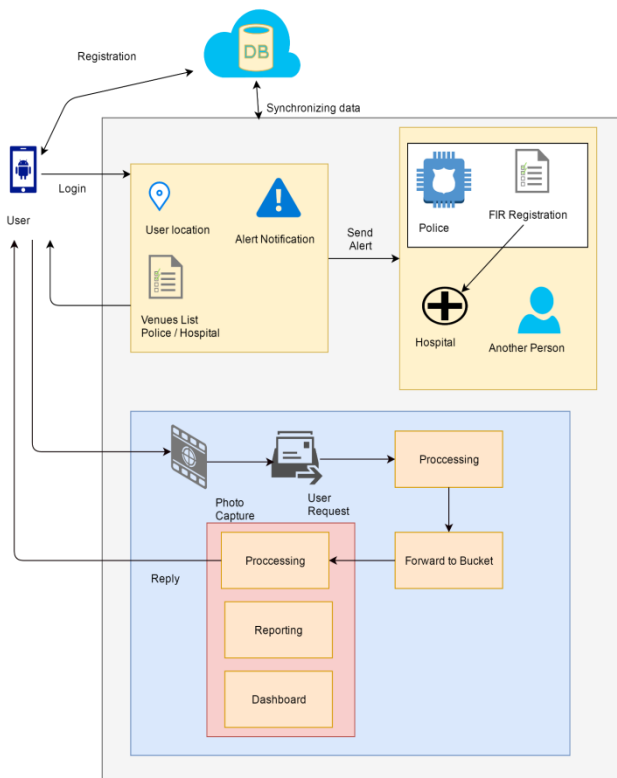 DB
Registration
Synchronizing data
Login
User
User location
Alert Notification
Venues List
Police / Hospital
Send
Alert
Police
FIR Registration
Hospital
Another Person
Photo
Capture
User
Request
Proccessing
Forward to Bucket
Proccessing
Reply
Reporting
Dashboard